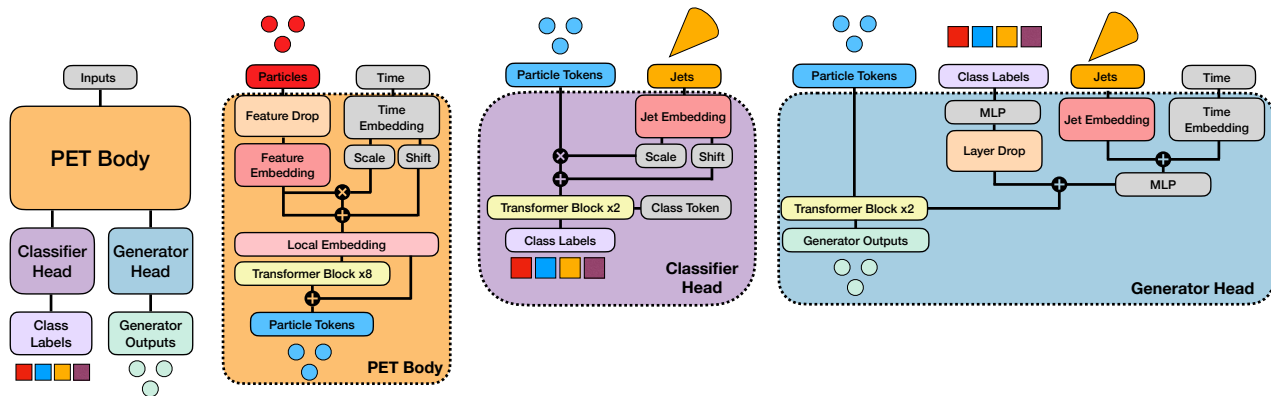 Inputs
PET Body
Classifier
Head
Generator
Head
Class
Labels
Generator
Outputs
Particles
Time
Feature Drop
Time
Embedding
Feature
Embedding
Scale
Shift
Local Embedding
Transformer Block x8
Particle Tokens
PET Body
Particle Tokens
Jets
Jet Embedding
Scale
Shift
Transformer Block x2
Class Token
Class Labels
Classifier
Head
Particle Tokens
Class Labels
Jets
Time
MLP
Jet Embedding
Time
Embedding
Layer Drop
MLP
Transformer Block x2
Generator Outputs
Generator Head